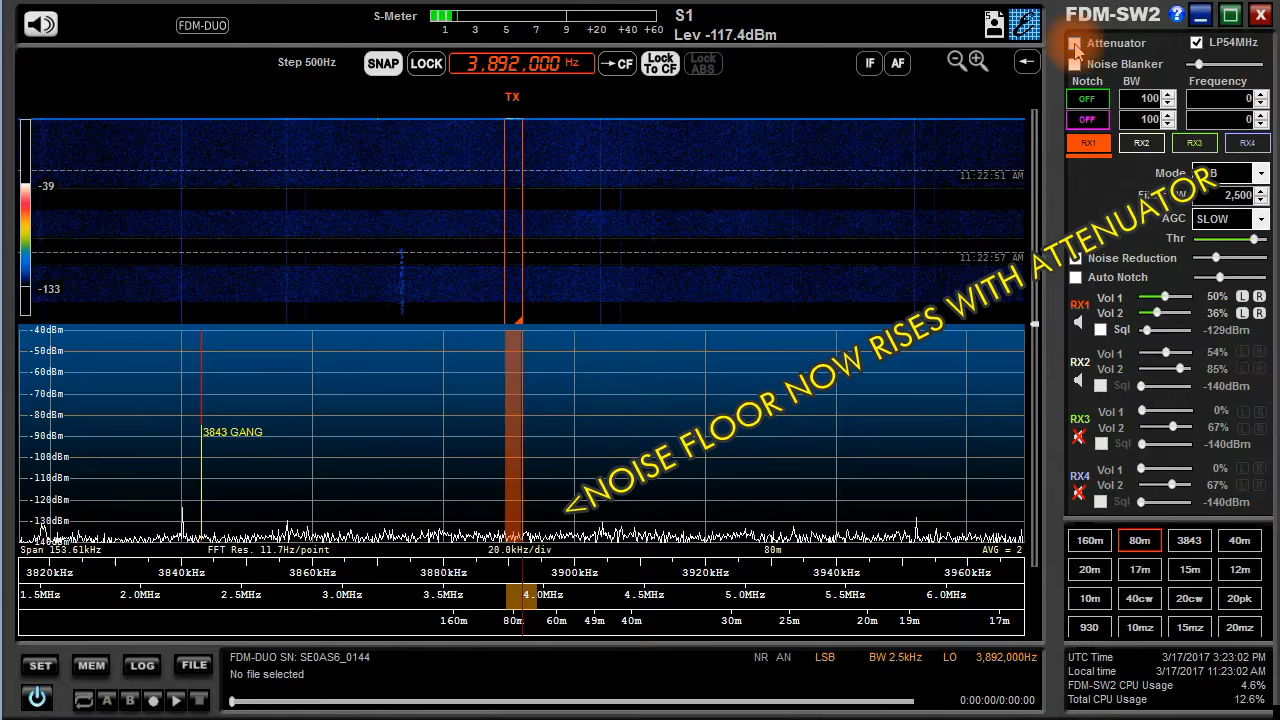 FDM-DUO
S-Meter
1 3 5 7 9 +20 +40 +60
S1
Lev -117.4dBm
5
FDM-SW2
?
X
Step 500Hz
SNAP
LOCK
3,892,000 Hz
→CF
Lock To CF
Lock ABS
IF
AF
Attenuator
LP54MHz
Noise Blanker
Notch BW Frequency
OFF 100 0
OFF 100 0
RX1 RX2 RX3 RX4
TX
-39
-133
11:22:51 AM
11:22:57 AM
Mode
2,500
AGC SLOW
Thr
Noise Reduction
Auto Notch
RX1 Vol 1 50% L R
Vol 2 36% L R
Sql -129dBm
RX2 Vol 1 54% L R
Vol 2 85% L R
Sql -140dBm
RX3 Vol 1 0% L R
Vol 2 67% L R
Sql -140dBm
RX4 Vol 1 0% L R
Vol 2 67% L R
Sql -140dBm
<NOISE FLOOR NOW RISES WITH ATTENUATOR
-40dBm
-50dBm
-60dBm
-70dBm
-80dBm
-90dBm
-100dBm
-110dBm
-120dBm
-130dBm
3843 GANG
Span 153.61kHz FFT Res. 11.7Hz/point 20.0kHz/div 80m AVG = 2
3820kHz 3840kHz 3860kHz 3880kHz 3900kHz 3920kHz 3940kHz 3960kHz
1.5MHz 2.0MHz 2.5MHz 3.0MHz 3.5MHz 4.0MHz 4.5MHz 5.0MHz 5.5MHz 6.0MHz
160m 80m 60m 49m 40m 30m 25m 20m 19m 17m
160m 80m 3843 40m
20m 17m 15m 12m
10m 40cw 20cw 20pk
930 10mz 15mz 20mz
SET MEM LOG FILE
A B
FDM-DUO SN: SE0AS6_0144
NR AN LSB BW 2.5kHz LO 3,892,000Hz
No file selected
0:00:00/0:00:00
UTC Time 3/17/2017 3:23:02 PM
Local time 3/17/2017 11:23:02 AM
FDM-SW2 CPU Usage 4.6%
Total CPU Usage 12.6%